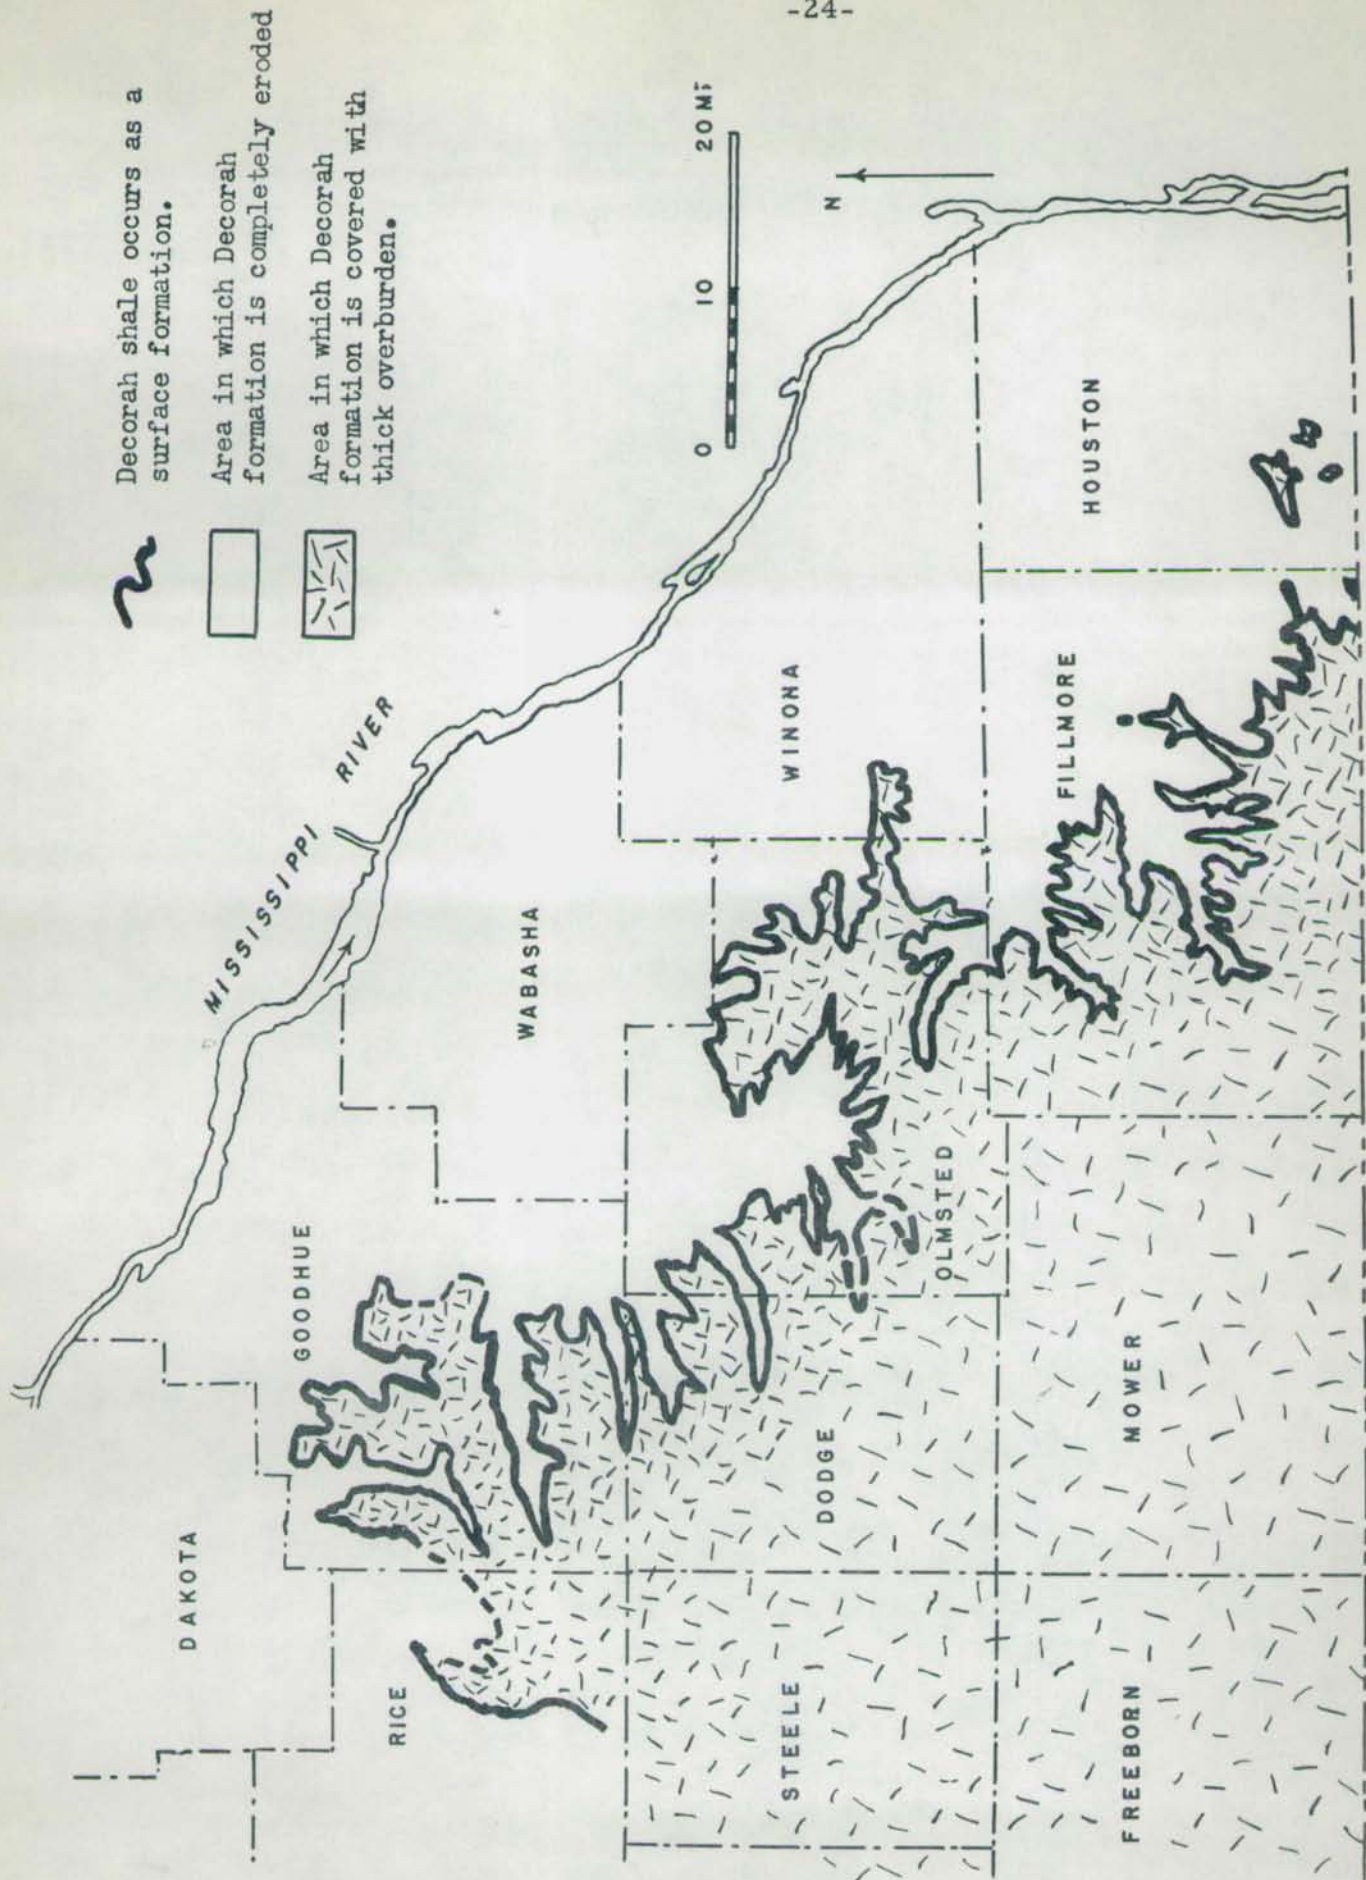 -24-
Decorah shale occurs as a
surface formation.
Area in which Decorah
formation is completely eroded
Area in which Decorah
formation is covered with
thick overburden.
0 10 20 MI
N
MISSISSIPPI
RIVER
DAKOTA
GOODHUE
RICE
WABASHA
WINONA
STEELE
DODGE
OLMSTED
FREEBORN
MOWER
FILLMORE
HOUSTON